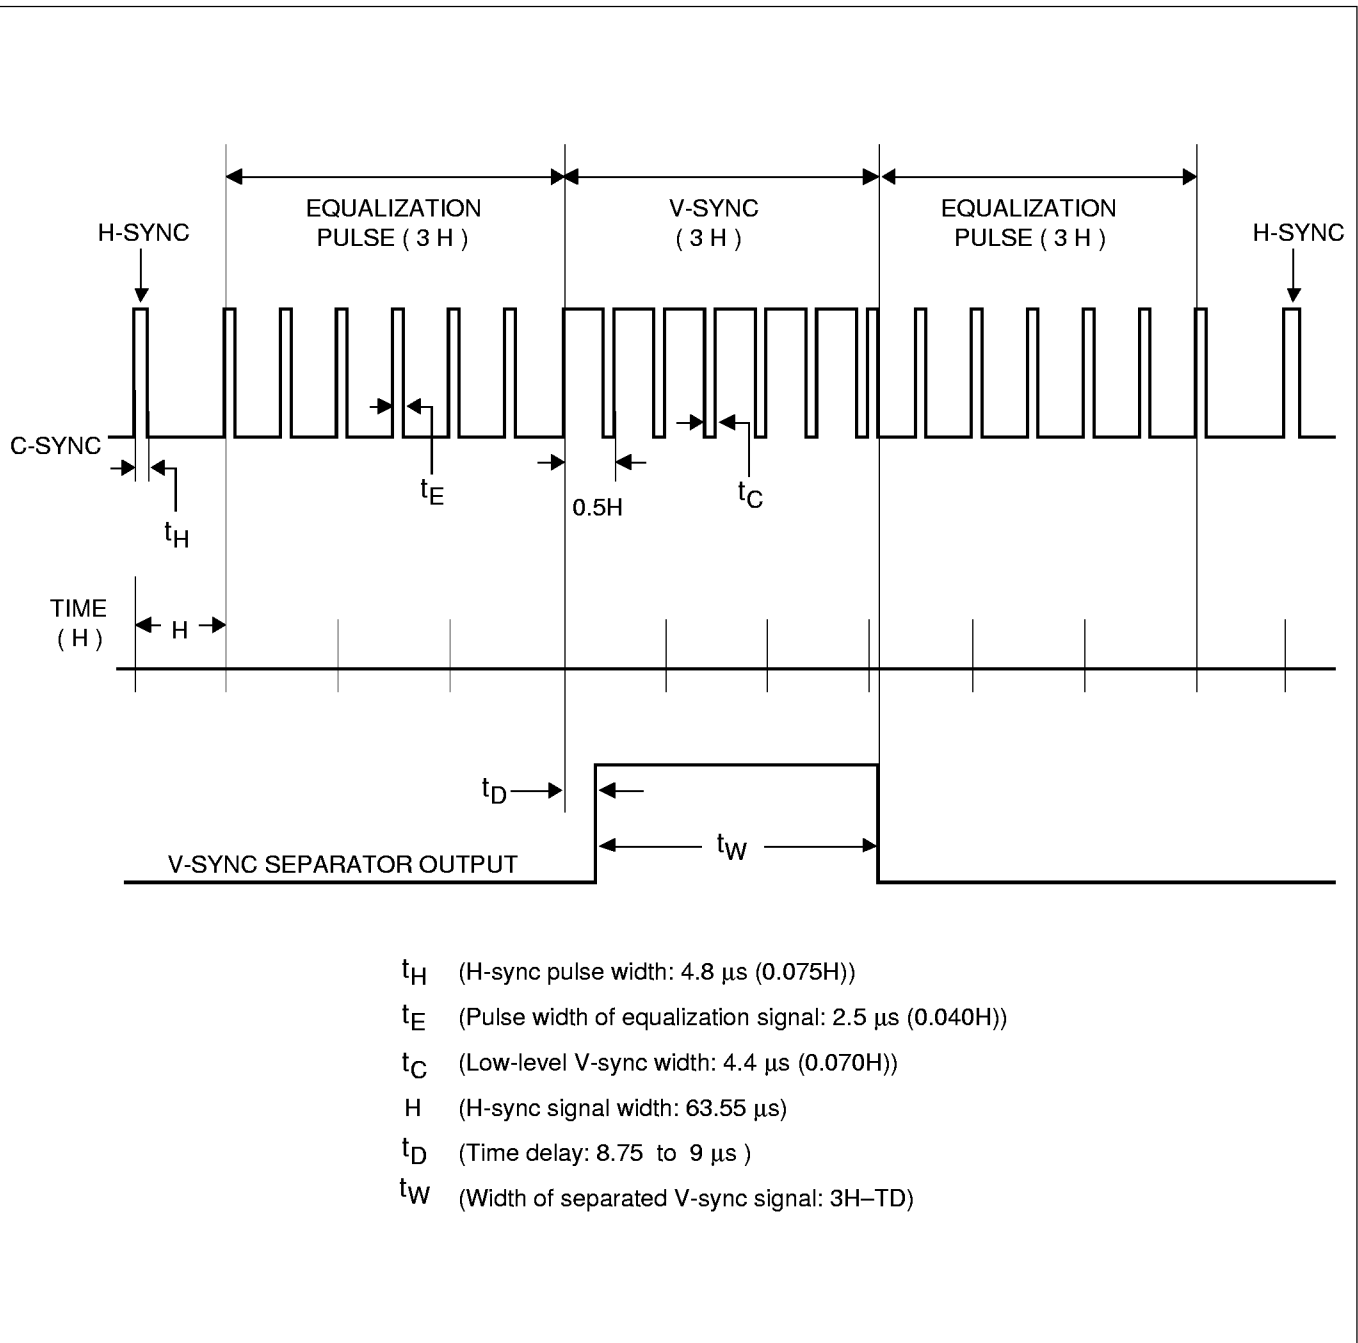 EQUALIZATION
PULSE ( 3 H )
V-SYNC
( 3 H )
EQUALIZATION
PULSE ( 3 H )
H-SYNC
H-SYNC
C-SYNC
tH
tE
0.5H
tC
TIME
( H )
H
tD
tW
V-SYNC SEPARATOR OUTPUT
tH (H-sync pulse width: 4.8 μs (0.075H))
tE (Pulse width of equalization signal: 2.5 μs (0.040H))
tC (Low-level V-sync width: 4.4 μs (0.070H))
H (H-sync signal width: 63.55 μs)
tD (Time delay: 8.75 to 9 μs )
tW (Width of separated V-sync signal: 3H–TD)